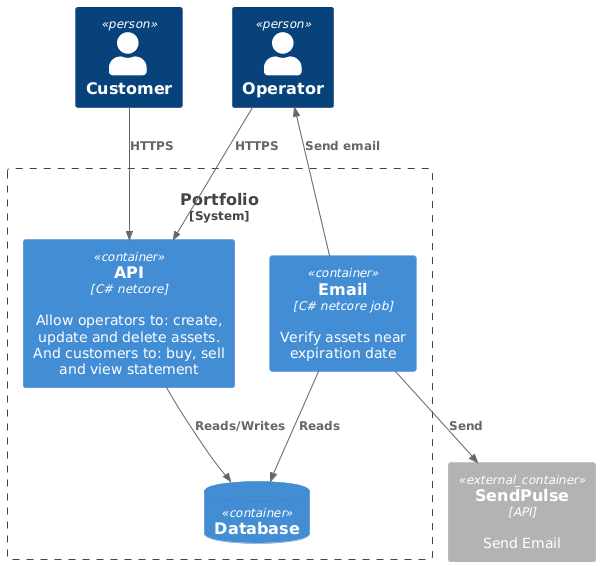 «person»
Customer
«person»
Operator
HTTPS
HTTPS
Send email
Portfolio
[System]
«container»
API
[C# netcore]
Allow operators to: create,
update and delete assets.
And customers to: buy, sell
and view statement
«container»
Email
[C# netcore job]
Verify assets near
expiration date
Reads/Writes
Reads
Send
«container»
Database
«external_container»
SendPulse
[API]
Send Email